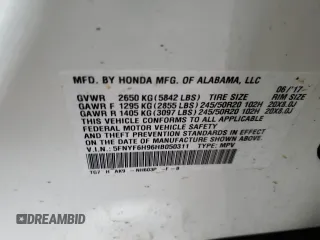 MFD. BY HONDA MFG. OF ALABAMA, LLC
06/'17
GVWR 2650 KG (5842 LBS) TIRE SIZE RIM SIZE
GAWR F 1295 KG (2855 LBS) 245/50R20 102H 20X8.0J
GAWR R 1405 KG (3097 LBS) 245/50R20 102H 20X8.0J
THIS VEHICLE CONFORMS TO ALL APPLICABLE
FEDERAL MOTOR VEHICLE SAFETY
AND THEFT PREVENTION STANDARDS IN EFFECT ON THE
DATE OF MANUFACTURE SHOWN ABOVE.
V.I.N.: 5FNYF6H96HB050311 TYPE: MPV
AUTOBIDMASTER